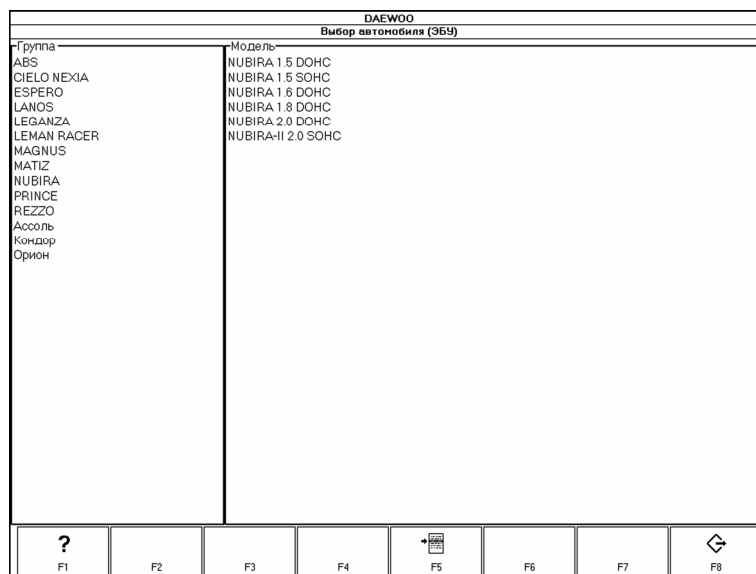 DAEWOO
Выбор автомобиля (ЭБУ)
Группа
ABS
CIELO NEXIA
ESPERO
LANOS
LEGANZA
LEMAN RACER
MAGNUS
MATIZ
NUBIRA
PRINCE
REZZO
Ассоль
Кондор
Орион
Модель
NUBIRA 1.5 DOHC
NUBIRA 1.5 SOHC
NUBIRA 1.6 DOHC
NUBIRA 1.8 DOHC
NUBIRA 2.0 DOHC
NUBIRA-II 2.0 SOHC
?
F1 F2 F3 F4 F5 F6 F7 F8